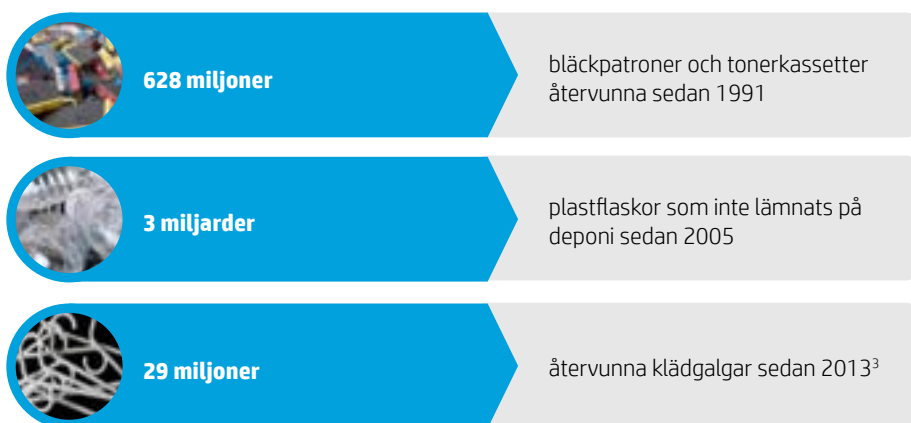 628 miljoner
bläckpatroner och tonerkassetter
återvunna sedan 1991
3 miljarder
plastflaskor som inte lämnats på
deponi sedan 2005
29 miljoner
återvunna klädgalgar sedan 2013³